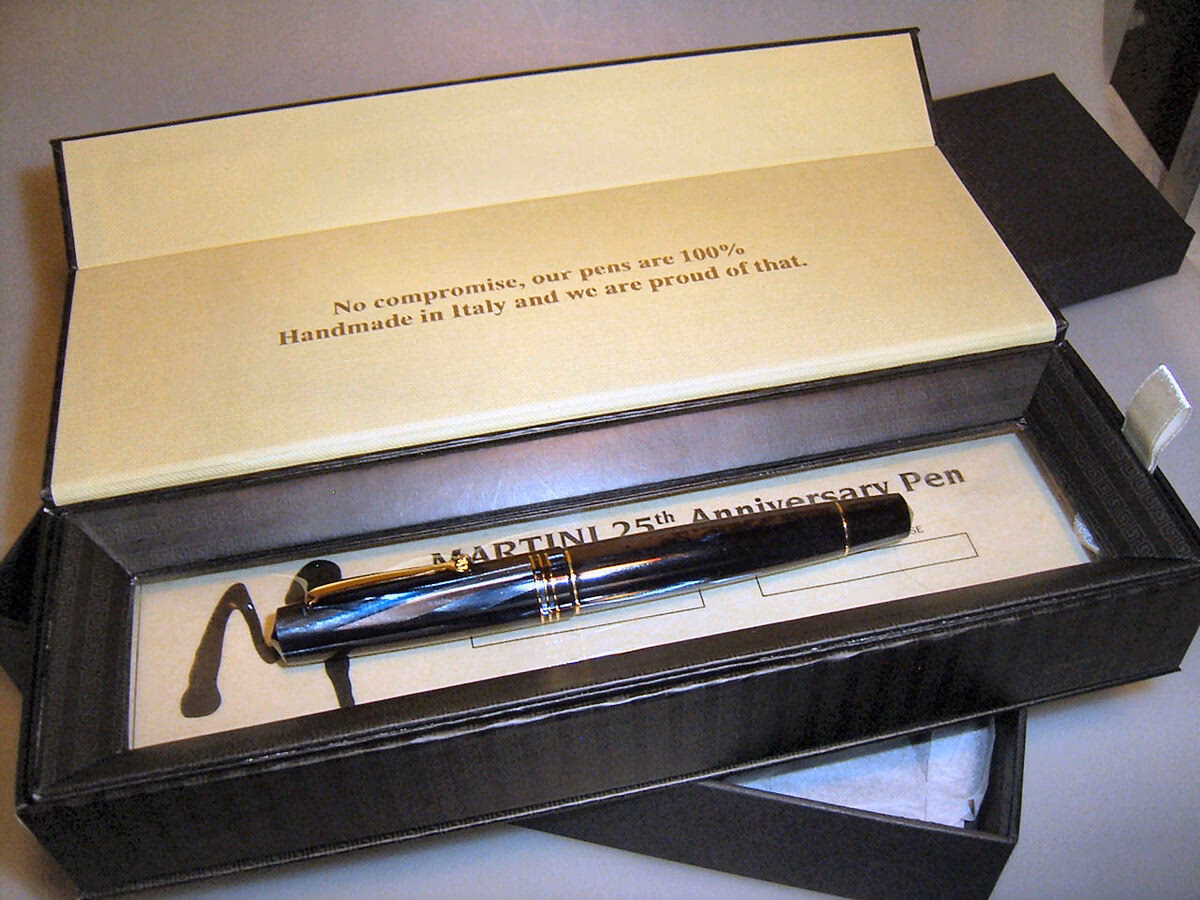 No compromise, our pens are 100%
Handmade in Italy and we are proud of that.
MARTINI 25th Anniversary Pen